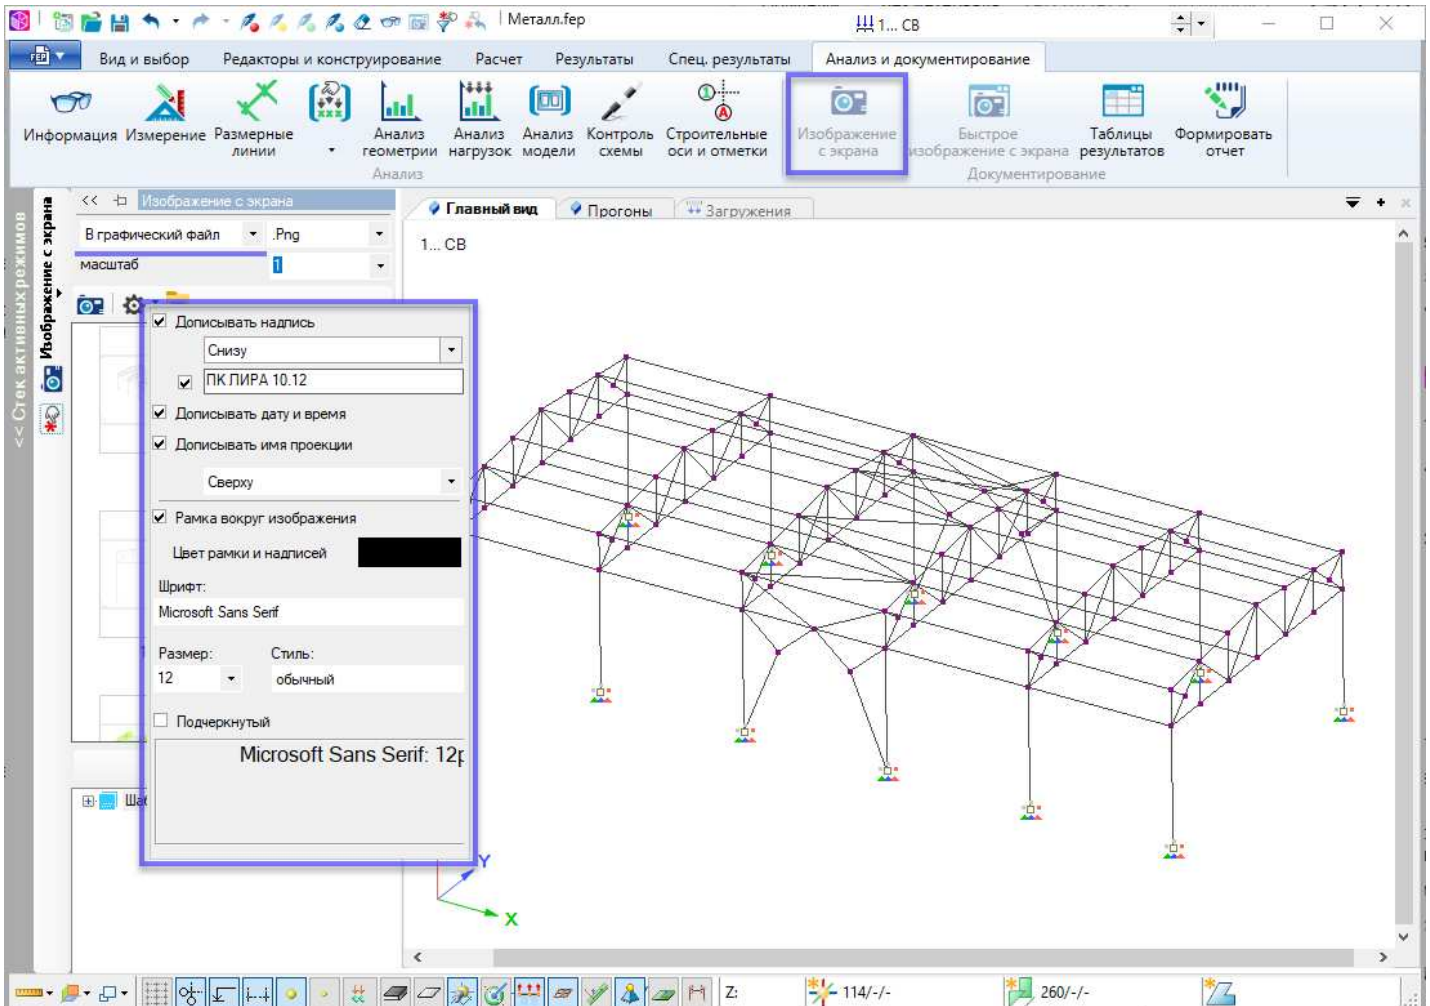 Металл.fep
1... СВ
FEP
Вид и выбор
Редакторы и конструирование
Расчет
Результаты
Спец. результаты
Анализ и документирование
Информация
Измерение
Размерные
линии
Анализ
геометрии
Анализ
нагрузок
Анализ
модели
Контроль
схемы
Строительные
оси и отметки
Изображение
с экрана
Быстрое
изображение с экрана
Таблицы
результатов
Формировать
отчет
Анализ
Документирование
<< Стек активных режимов
Изображение с экрана
<<
Изображение с экрана
В графический файл
.Png
масштаб
1
Дописывать надпись
Снизу
ПК ЛИРА 10.12
Дописывать дату и время
Дописывать имя проекции
Сверху
Рамка вокруг изображения
Цвет рамки и надписей
Шрифт:
Microsoft Sans Serif
Размер:
Стиль:
12
обычный
Подчеркнутый
Microsoft Sans Serif: 12p
Главный вид
Прогоны
Загружения
1... СВ
Y
X
Z:
114/-/-
260/-/-